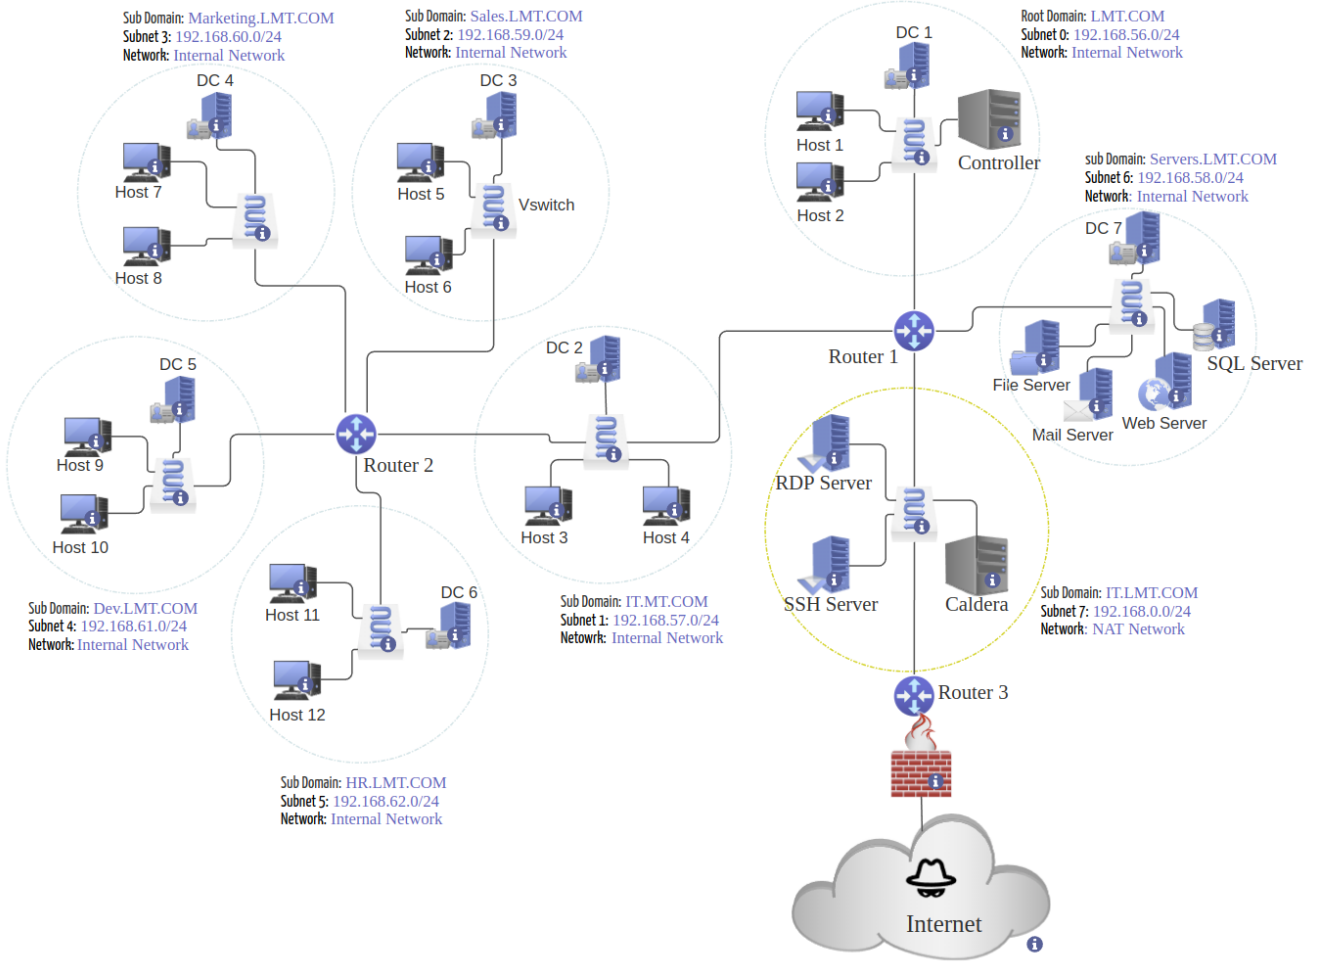 Sub Domain: Marketing.LMT.COM
Subnet 3: 192.168.60.0/24
Network: Internal Network
DC 4
Host 7
Host 8
Sub Domain: Sales.LMT.COM
Subnet 2: 192.168.59.0/24
Network: Internal Network
DC 3
Host 5
Vswitch
Host 6
Root Domain: LMT.COM
Subnet 0: 192.168.56.0/24
Network: Internal Network
DC 1
Host 1
Controller
Host 2
sub Domain: Servers.LMT.COM
Subnet 6: 192.168.58.0/24
Network: Internal Network
DC 7
SQL Server
File Server
Web Server
Mail Server
Router 1
DC 2
Host 3
Host 4
Sub Domain: IT.MT.COM
Subnet 1: 192.168.57.0/24
Netowrk: Internal Network
DC 5
Host 9
Host 10
Router 2
Sub Domain: Dev.LMT.COM
Subnet 4: 192.168.61.0/24
Network: Internal Network
Host 11
DC 6
Host 12
Sub Domain: HR.LMT.COM
Subnet 5: 192.168.62.0/24
Network: Internal Network
RDP Server
SSH Server
Caldera
Sub Domain: IT.LMT.COM
Subnet 7: 192.168.0.0/24
Network: NAT Network
Router 3
Internet